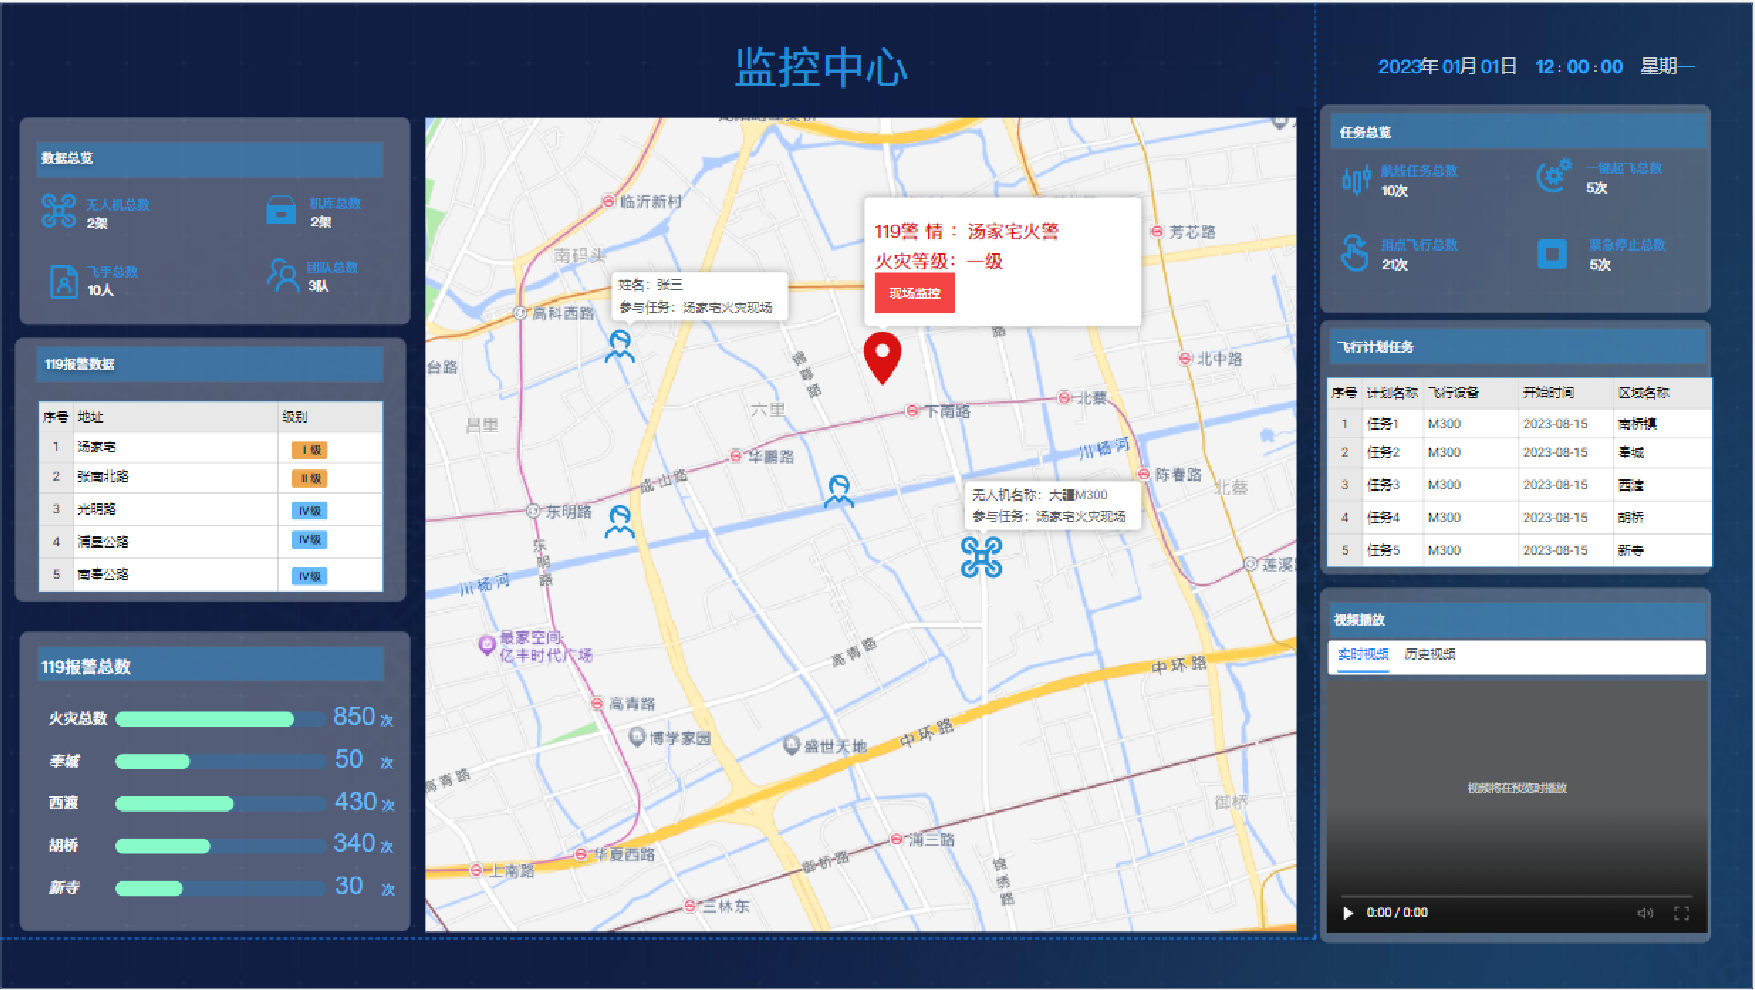 监控中心
2023年 01月 01日 12 : 00 : 00 星期一
数据总览
无人机总数
2架
机库总数
2架
飞手总数
10人
团队总数
3队
119报警数据
序号 地址 级别
1 汤家宅 I 级
2 张南北路 II 级
3 光明路 IV级
4 浦星公路 IV级
5 南奉公路 IV级
119报警总数
火灾总数 850 次
奉城 50 次
西渡 430 次
胡桥 340 次
新寺 30 次
临沂新村
南码头
芳芯路
119警 情 ：汤家宅火警
火灾等级：一级
现场监控
姓名：张三
参与任务：汤家宅火灾现场
高科西路
台路
北中路
六里
下南路
北蔡
昌里
华鹏路
川杨河
成山路
陈春路
北蔡
东明路
东明路
无人机名称：大疆M300
参与任务：汤家宅火灾现场
莲溪
川杨河
最家空间·
亿丰时代广场
高青路
中环路
高青路
博学家园
盛世天地
中环路
高青路
御桥
浦三路
华夏西路
御桥路
上南路
锦绣路
三林东
任务总览
航线任务总数
10次
一键起飞总数
5次
指点飞行总数
21次
紧急停止总数
5次
飞行计划任务
序号 计划名称 飞行设备 开始时间 区域名称
1 任务1 M300 2023-08-15 南桥镇
2 任务2 M300 2023-08-15 奉城
3 任务3 M300 2023-08-15 西渡
4 任务4 M300 2023-08-15 胡桥
5 任务5 M300 2023-08-15 新寺
视频播放
实时视频 历史视频
视频将在预览时播放
0:00 / 0:00